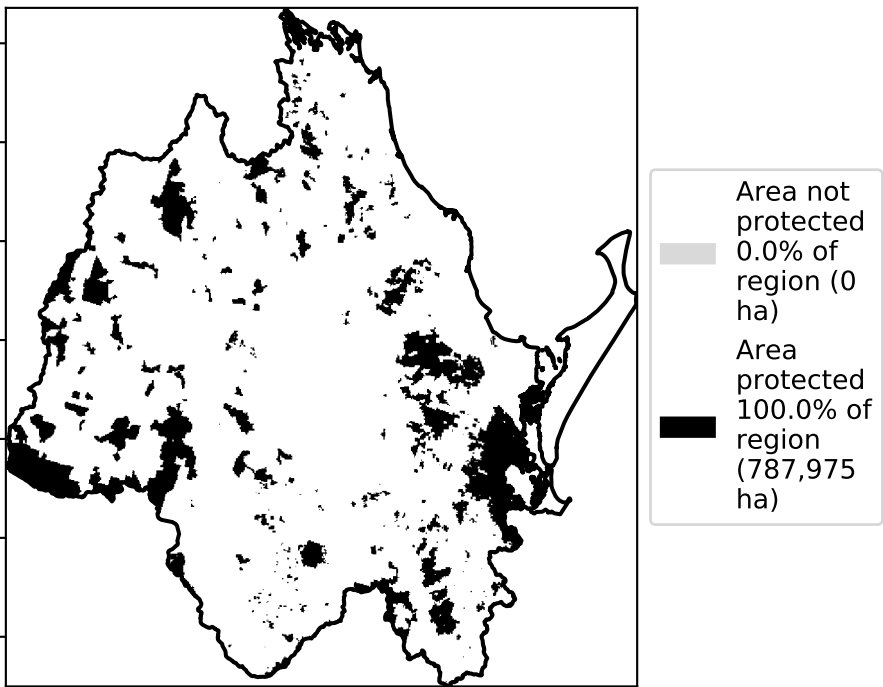 Area not
protected
0.0% of
region (0
ha)
Area
protected
100.0% of
region
(787,975
ha)